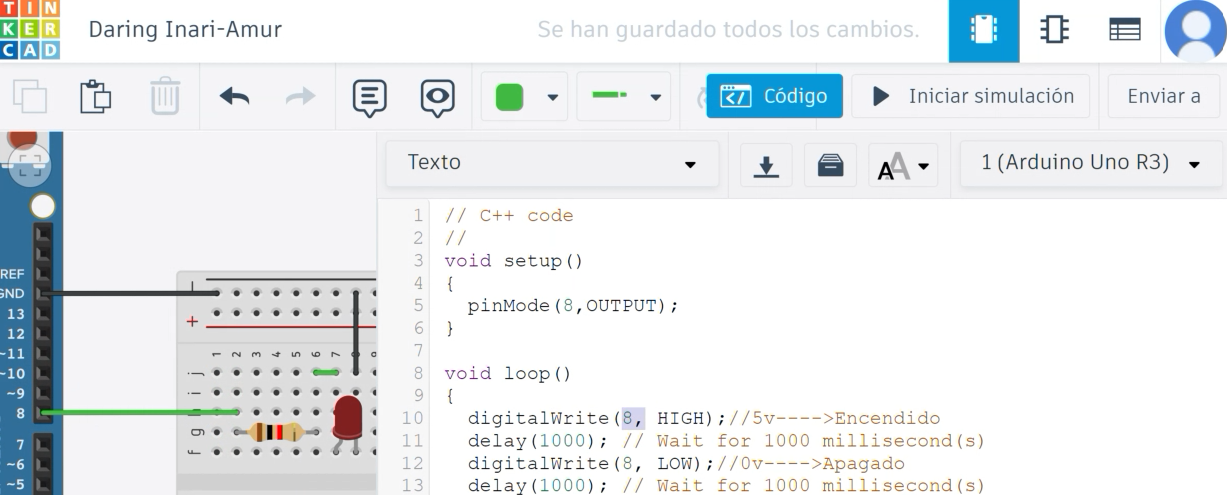 TIN
KER
CAD
Daring Inari-Amur
Se han guardado todos los cambios.
Código
Iniciar simulación
Enviar a
Texto
1 (Arduino Uno R3)
REF
GND
13
12
~11
~10
~9
8
7
~6
~5
1 2 3 4 5 6 7 9
j
i
g
f
1 // C++ code
2 //
3 void setup()
4 {
5 pinMode(8,OUTPUT);
6 }
7
8 void loop()
9 {
10 digitalWrite(8, HIGH);//5v---->Encendido
11 delay(1000); // Wait for 1000 millisecond(s)
12 digitalWrite(8, LOW);//0v---->Apagado
13 delay(1000); // Wait for 1000 millisecond(s)